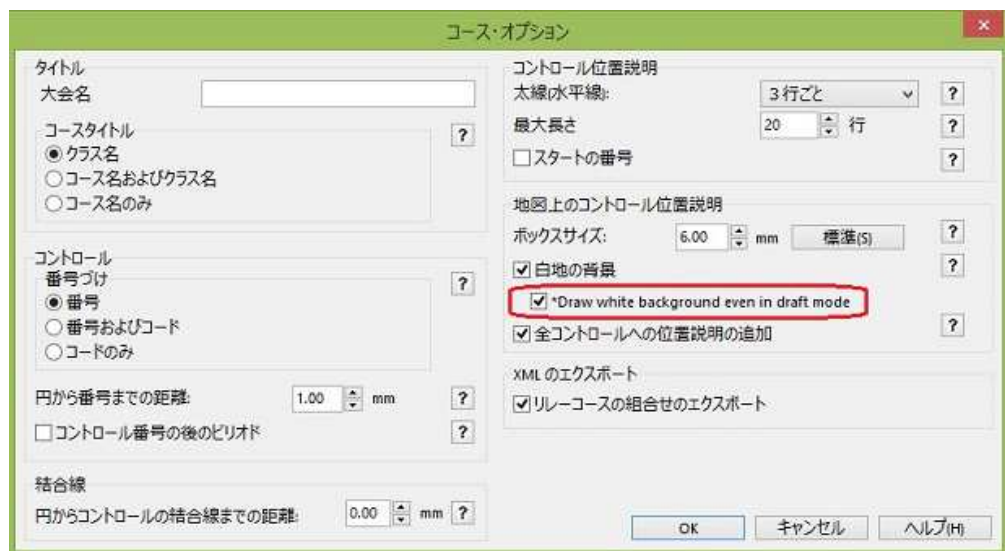 コース・オプション
タイトル
大会名
コースタイトル
?
クラス名
コース名およびクラス名
コース名のみ
コントロール
番号づけ
?
番号
番号およびコード
コードのみ
円から番号までの距離:
1.00
mm
?
コントロール番号の後のピリオド
?
結合線
円からコントロールの結合線までの距離:
0.00
mm
?
コントロール位置説明
太線(水平線):
3行ごと
?
最大長さ
20
行
?
スタートの番号
?
地図上のコントロール位置説明
ボックスサイズ:
6.00
mm
標準(S)
?
白地の背景
?
*Draw white background even in draft mode
全コントロールへの位置説明の追加
?
XMLのエクスポート
リレーコースの組合せのエクスポート
OK
キャンセル
ヘルプ(H)